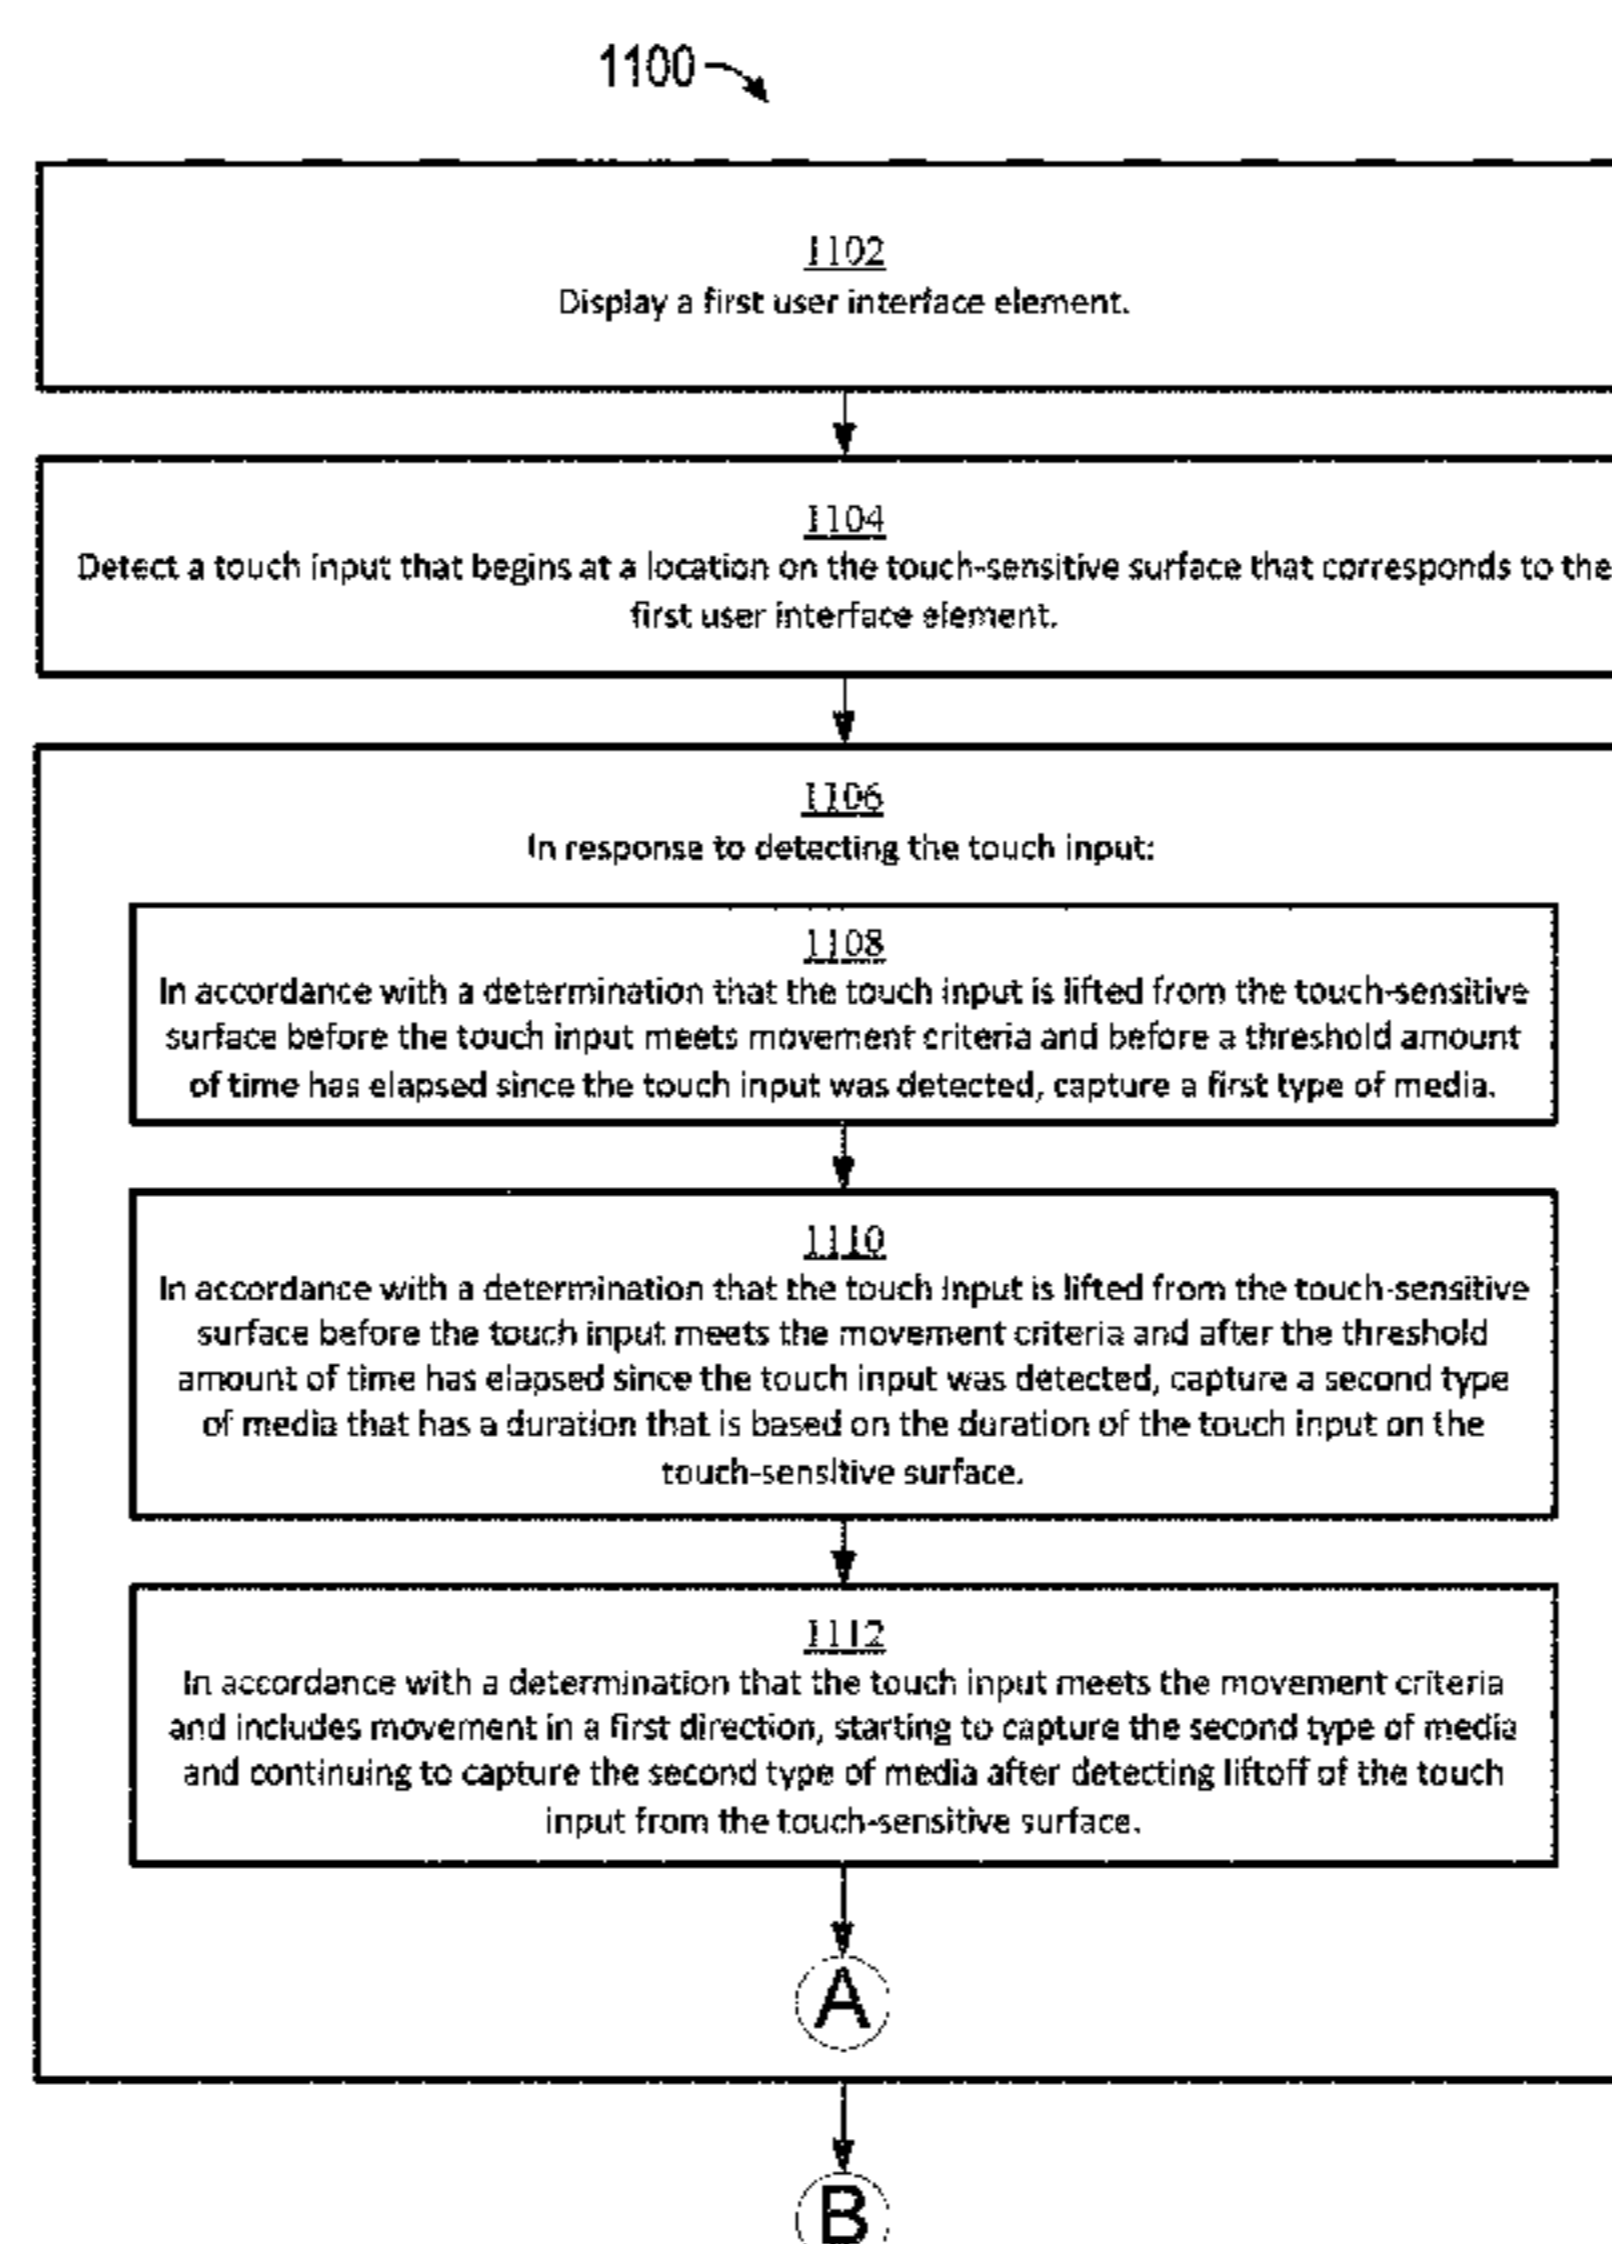 1100
1102
Display a first user interface element.
1104
Detect a touch input that begins at a location on the touch-sensitive surface that corresponds to the
first user interface element.
1106
In response to detecting the touch input:
1108
In accordance with a determination that the touch input is lifted from the touch-sensitive
surface before the touch input meets movement criteria and before a threshold amount
of time has elapsed since the touch input was detected, capture a first type of media.
1110
In accordance with a determination that the touch input is lifted from the touch-sensitive
surface before the touch input meets the movement criteria and after the threshold
amount of time has elapsed since the touch input was detected, capture a second type
of media that has a duration that is based on the duration of the touch input on the
touch-sensitive surface.
1112
In accordance with a determination that the touch input meets the movement criteria
and includes movement in a first direction, starting to capture the second type of media
and continuing to capture the second type of media after detecting liftoff of the touch
input from the touch-sensitive surface.
A
B